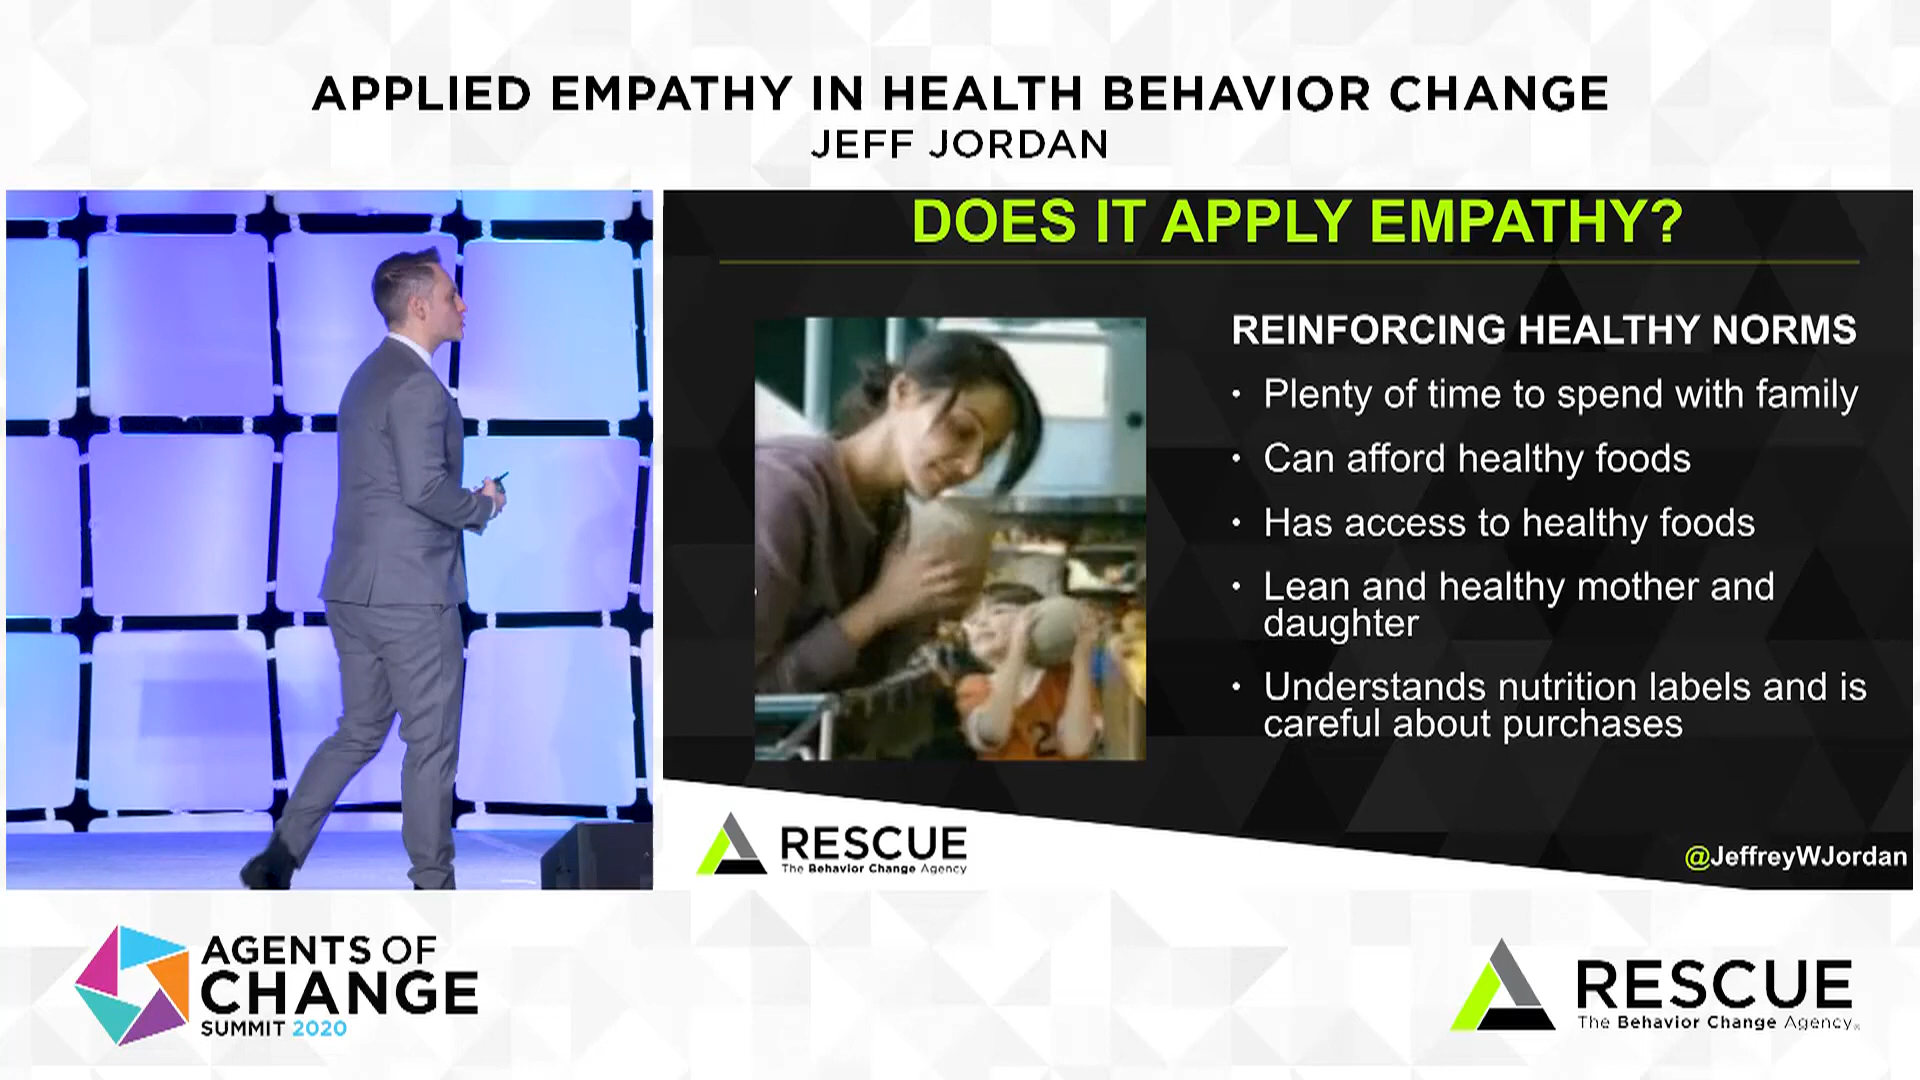 APPLIED EMPATHY IN HEALTH BEHAVIOR CHANGE
JEFF JORDAN
DOES IT APPLY EMPATHY?
REINFORCING HEALTHY NORMS
• Plenty of time to spend with family
• Can afford healthy foods
• Has access to healthy foods
• Lean and healthy mother and
daughter
• Understands nutrition labels and is
careful about purchases
2
RESCUE
The Behavior Change Agency
@JeffreyWJordan
AGENTS OF
CHANGE
SUMMIT 2020
RESCUE
The Behavior Change Agency